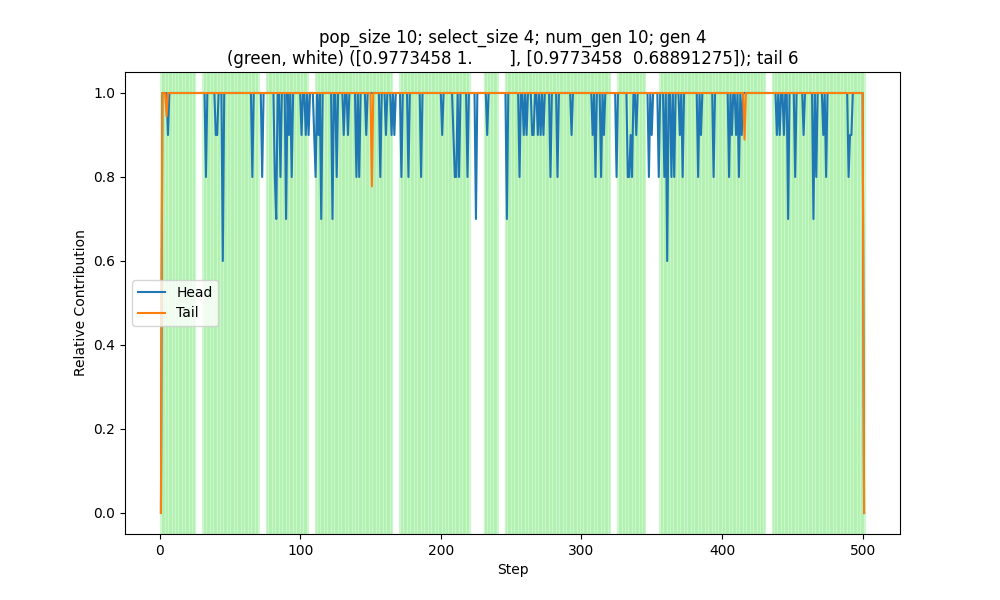 pop_size 10; select_size 4; num_gen 10; gen 4
(green, white) ([0.9773458 1.       ], [0.9773458  0.68891275]); tail 6
1.0
0.8
0.6
0.4
0.2
0.0
Relative Contribution
Head
Tail
0
100
200
300
400
500
Step